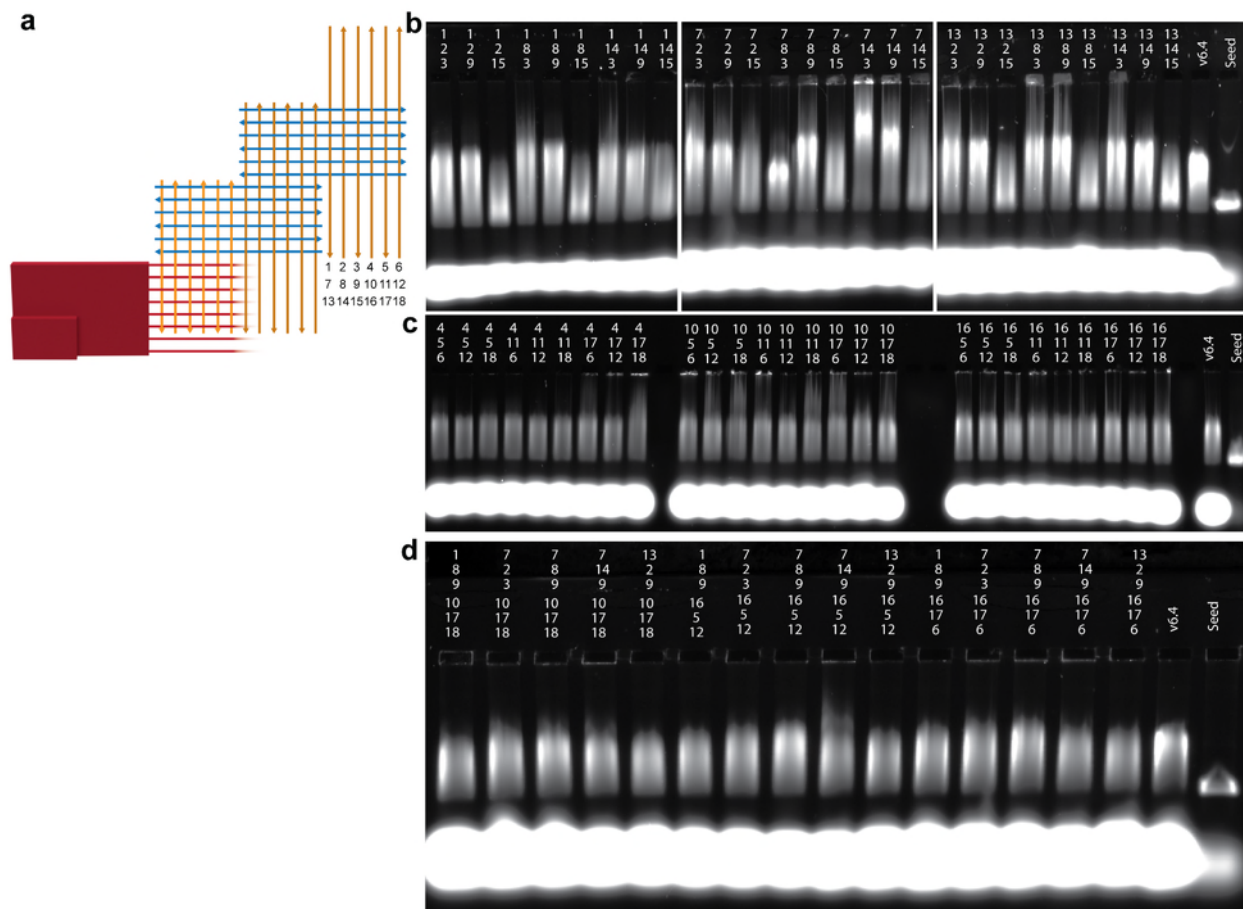 a
1 2 3 4 5 6
7 8 9 10 11 12
13 14 15 16 17 18
b
1 1 1 1 1 1 1 1 1 7 7 7 7 7 7 7 7 7 13 13 13 13 13 13 13 13 13
2 2 2 8 8 8 14 14 14 2 2 2 8 8 8 14 14 14 2 2 2 8 8 8 14 14 14
3 9 15 3 9 15 3 9 15 3 9 15 3 9 15 3 9 15 3 9 15 3 9 15 3 9 15
v6.4
Seed
c
4 4 4 4 4 4 4 4 4 10 10 10 10 10 10 10 10 10 16 16 16 16 16 16 16 16 16
5 5 5 11 11 11 17 17 17 5 5 5 11 11 11 17 17 17 5 5 5 11 11 11 17 17 17
6 12 18 6 12 18 6 12 18 6 12 18 6 12 18 6 12 18 6 12 18 6 12 18 6 12 18
v6.4
Seed
d
1 7 7 7 13 1 7 7 7 13 1 7 7 7 13
8 2 8 14 2 8 2 8 14 2 8 2 8 14 2
9 3 9 9 9 9 3 9 9 9 9 3 9 9 9
10 10 10 10 10 16 16 16 16 16 16 16 16 16 16
17 17 17 17 17 5 5 5 5 5 17 17 17 17 17
18 18 18 18 18 12 12 12 12 12 6 6 6 6 6
v6.4
Seed